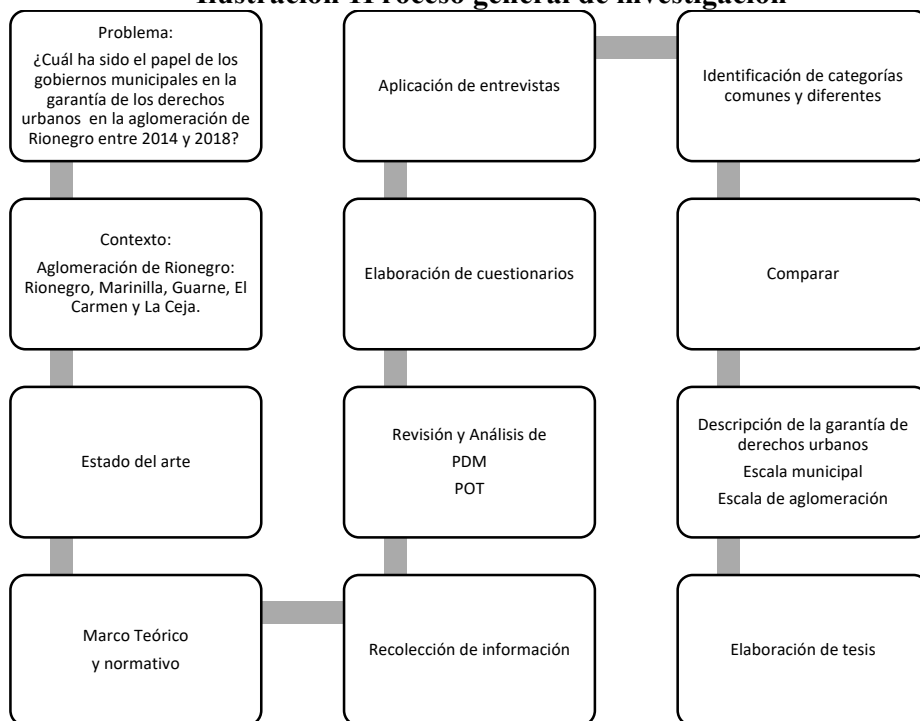 Ilustración 1Proceso general de investigación
Problema:
¿Cuál ha sido el papel de los
gobiernos municipales en la
garantía de los derechos
urbanos en la aglomeración de
Rionegro entre 2014 y 2018?
Contexto:
Aglomeración de Rionegro:
Rionegro, Marinilla, Guarne, El
Carmen y La Ceja.
Estado del arte
Marco Teórico
y normativo
Recolección de información
Revisión y Análisis de
PDM
POT
Elaboración de cuestionarios
Aplicación de entrevistas
Identificación de categorías
comunes y diferentes
Comparar
Descripción de la garantía de
derechos urbanos
Escala municipal
Escala de aglomeración
Elaboración de tesis